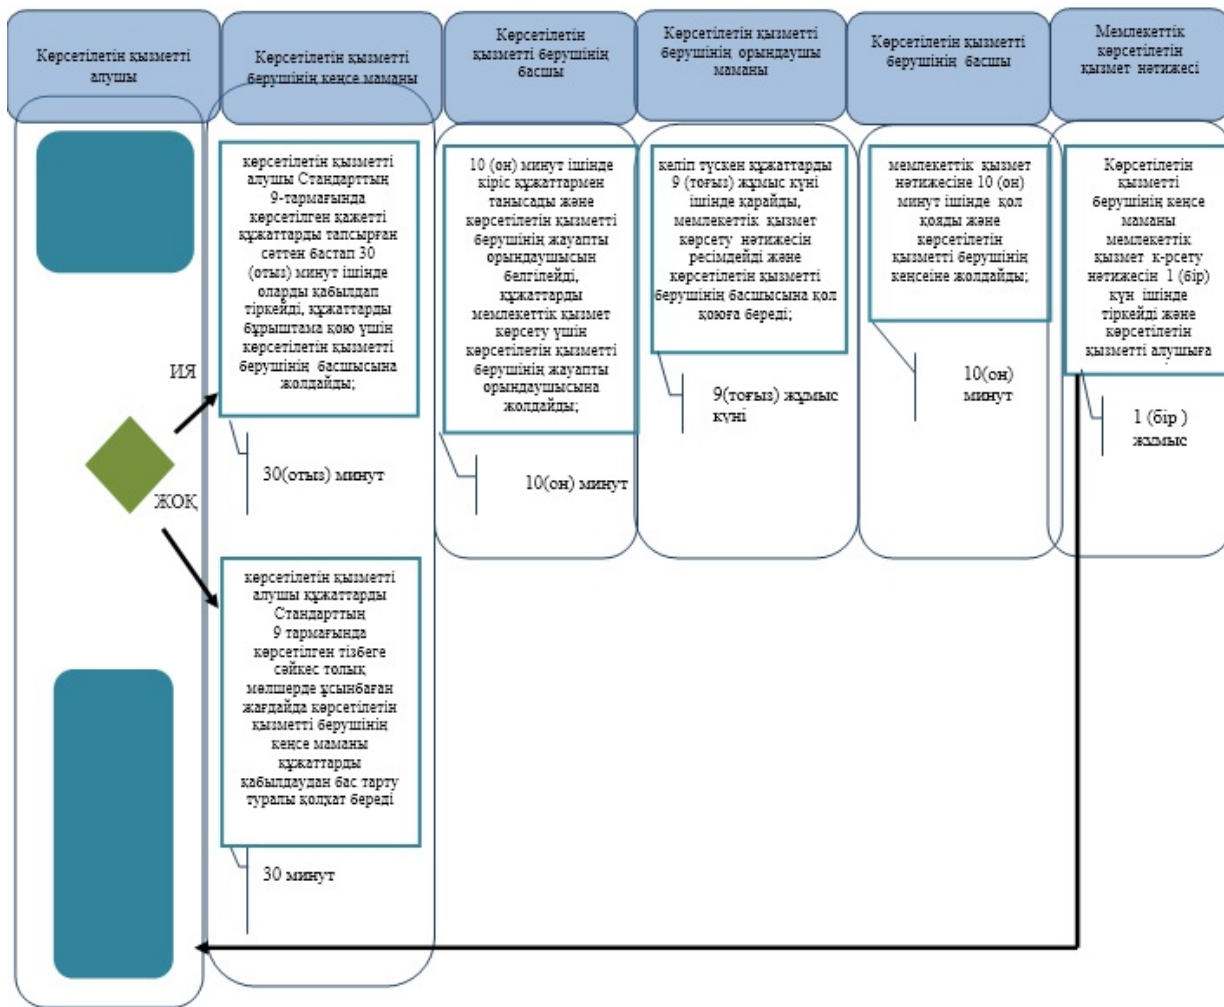 Көрсетілетін қызметті
алушы
Көрсетілетін қызметті
берушінің кеңсе маманы
Көрсетілетін
қызметті берушінің
басшы
Көрсетілетін қызметті
берушінің орындаушы
маманы
Көрсетілетін қызметті
берушінің басшы
Мемлекеттік
көрсетілетін
қызмет нәтижесі
көрсетілетін қызметті
алушы Стандарттың
9-тармағында
көрсетілген қажетті
құжаттарды тапсырған
сәттен бастап 30
(отыз) минут ішінде
оларды қабылдап
тіркейді, құжаттарды
бұрыштама қою үшін
көрсетілетін қызметті
берушінің басшысына
жолдайды;
30(отыз) минут
10 (он) минут ішінде
кіріс құжаттармен
танысады және
көрсетілетін қызметті
берушінің жауапты
орындаушысын
белгілейді,
құжаттарды
мемлекеттік қызмет
көрсету үшін
көрсетілетін қызметті
берушінің жауапты
орындаушысына
жолдайды;
10(он) минут
келіп түскен құжаттарды
9 (тоғыз) жұмыс күні
ішінде қарайды,
мемлекеттік қызмет
көрсету нәтижесін
ресімдейді және
көрсетілетін қызметті
берушінің басшысына қол
қоюға береді;
9(тоғыз) жұмыс
күні
мемлекеттік қызмет
нәтижесіне 10 (он)
минут ішінде қол
қояды және
көрсетілетін
қызметті берушінің
кеңсеіне жолдайды;
10(он)
минут
Көрсетілетін
қызметті
берушінің кеңсе
маманы
мемлекеттік
қызмет к-рсету
нәтижесін 1 (бір)
күн ішінде
тіркейді және
көрсетілетін
қызметті алушыға
1 (бір )
жұмыс
ИЯ
ЖОҚ
көрсетілетін қызметті
алушы құжаттарды
Стандарттың
9 тармағында
көрсетілген тізбеге
сәйкес толық
мөлшерде ұсынбаған
жағдайда көрсетілетін
қызметті берушінің
кеңсе маманы
құжаттарды
қабылдаудан бас тарту
туралы қолхат береді
30 минут